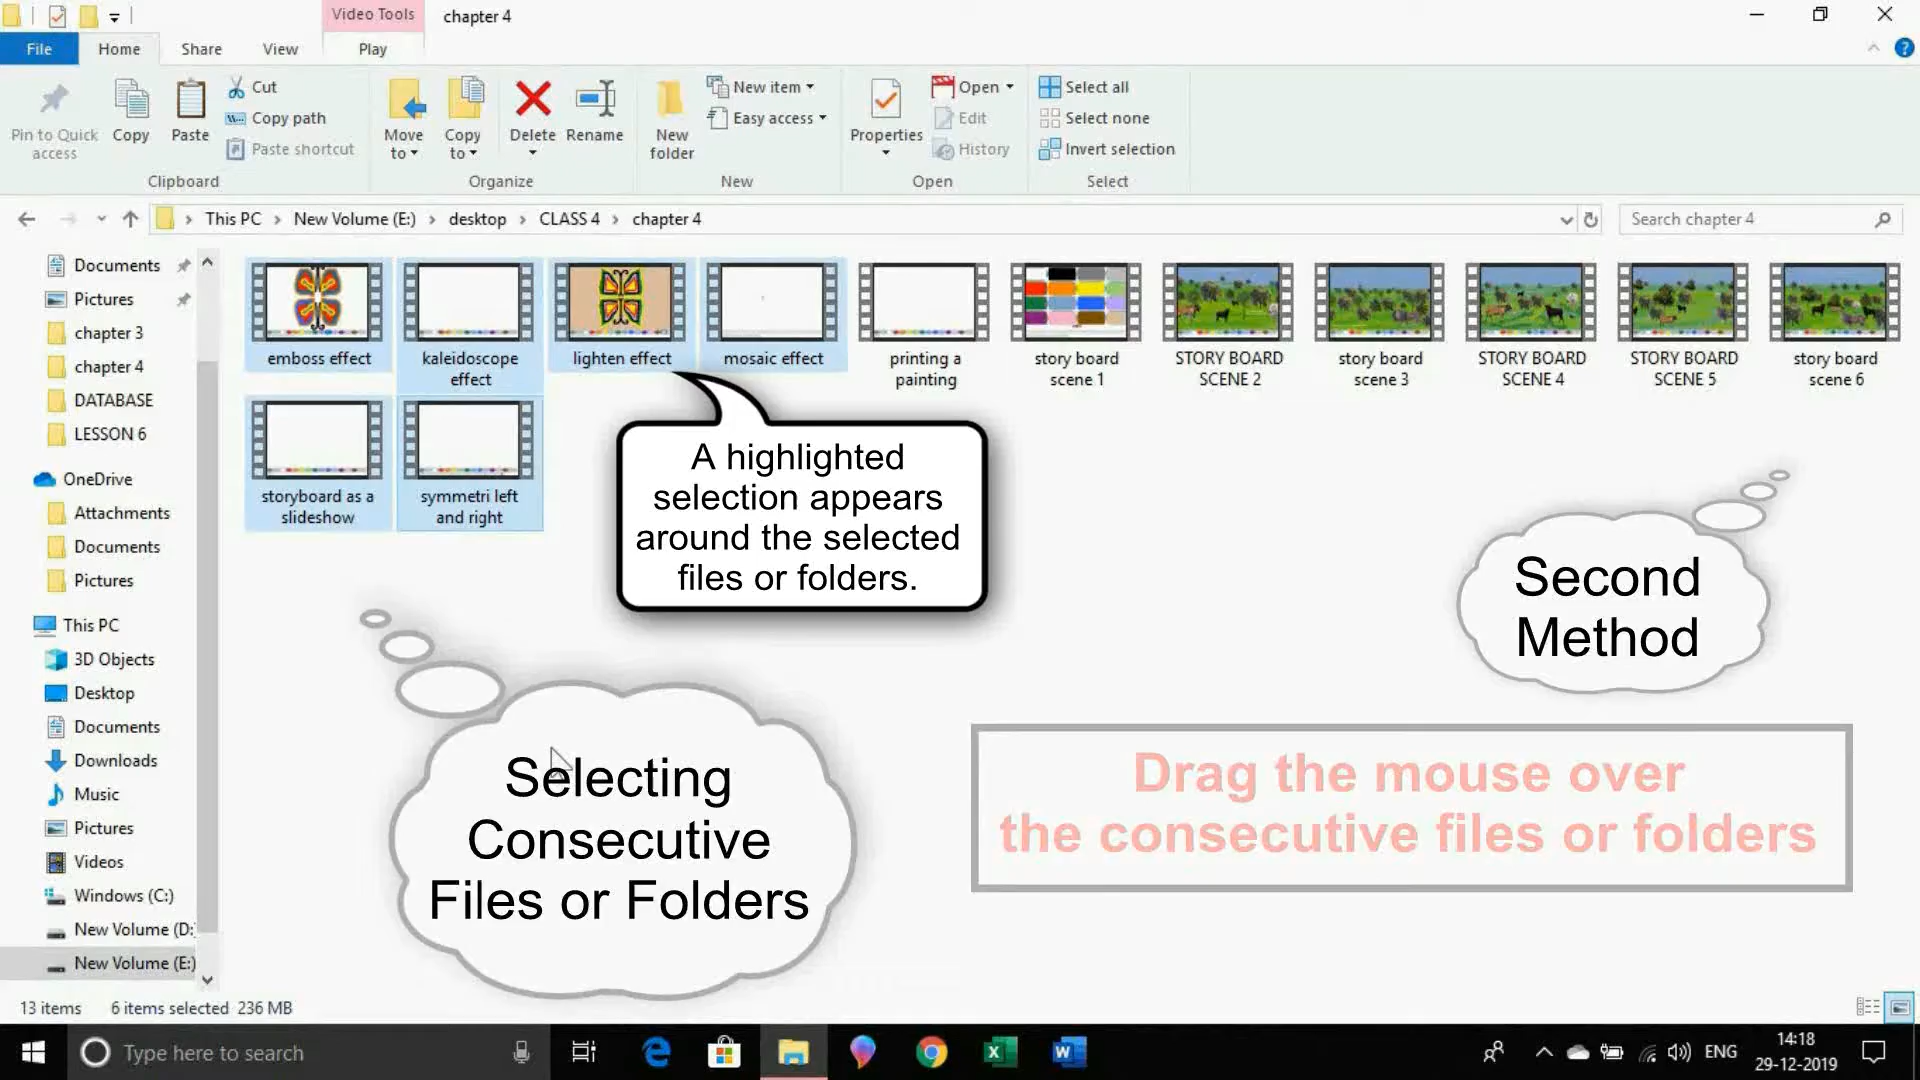 Video Tools
chapter 4
File
Home
Share
View
Play
Pin to Quick
access
Copy
Paste
Cut
Copy path
Paste shortcut
Clipboard
Move
to
Copy
to
Delete
Rename
Organize
New
folder
New item
Easy access
New
Properties
Open
Edit
History
Open
Select all
Select none
Invert selection
Select
This PC
New Volume (E:)
desktop
CLASS 4
chapter 4
Search chapter 4
Documents
Pictures
chapter 3
chapter 4
DATABASE
LESSON 6
OneDrive
Attachments
Documents
Pictures
This PC
3D Objects
Desktop
Documents
Downloads
Music
Pictures
Videos
Windows (C:)
New Volume (D:
New Volume (E:)
emboss effect
kaleidoscope
effect
lighten effect
mosaic effect
printing a
painting
story board
scene 1
STORY BOARD
SCENE 2
story board
scene 3
STORY BOARD
SCENE 4
STORY BOARD
SCENE 5
story board
scene 6
storyboard as a
slideshow
symmetri left
and right
A highlighted
selection appears
around the selected
files or folders.
Second
Method
Selecting
Consecutive
Files or Folders
Drag the mouse over
the consecutive files or folders
13 items
6 items selected 236 MB
Type here to search
ENG
14:18
29-12-2019